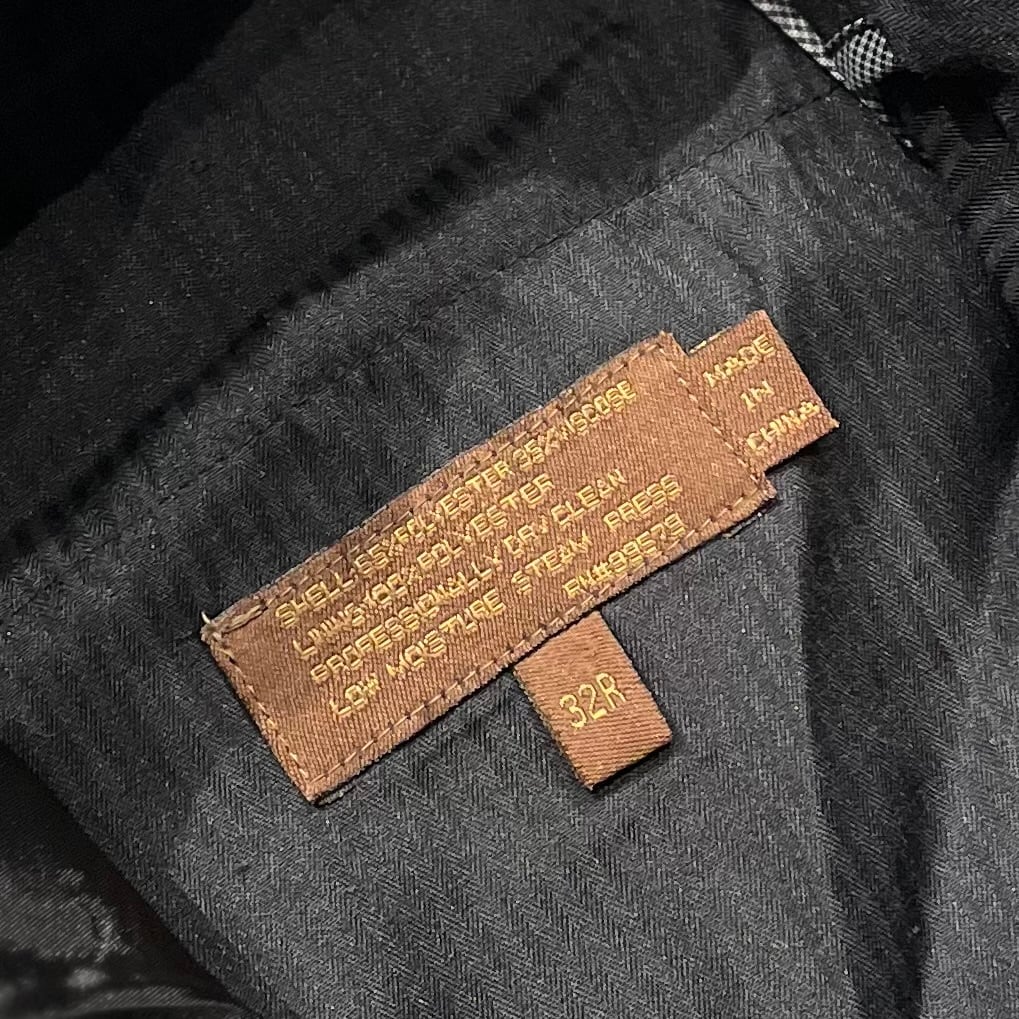 SHELL:65%POLYESTER 35%VISCOSE
LINING:100%POLYESTER
PROFESSIONALLY DRY CLEAN
LOW MOISTURE STEAM PRESS
RN#99579
32R
MADE
IN
CHINA